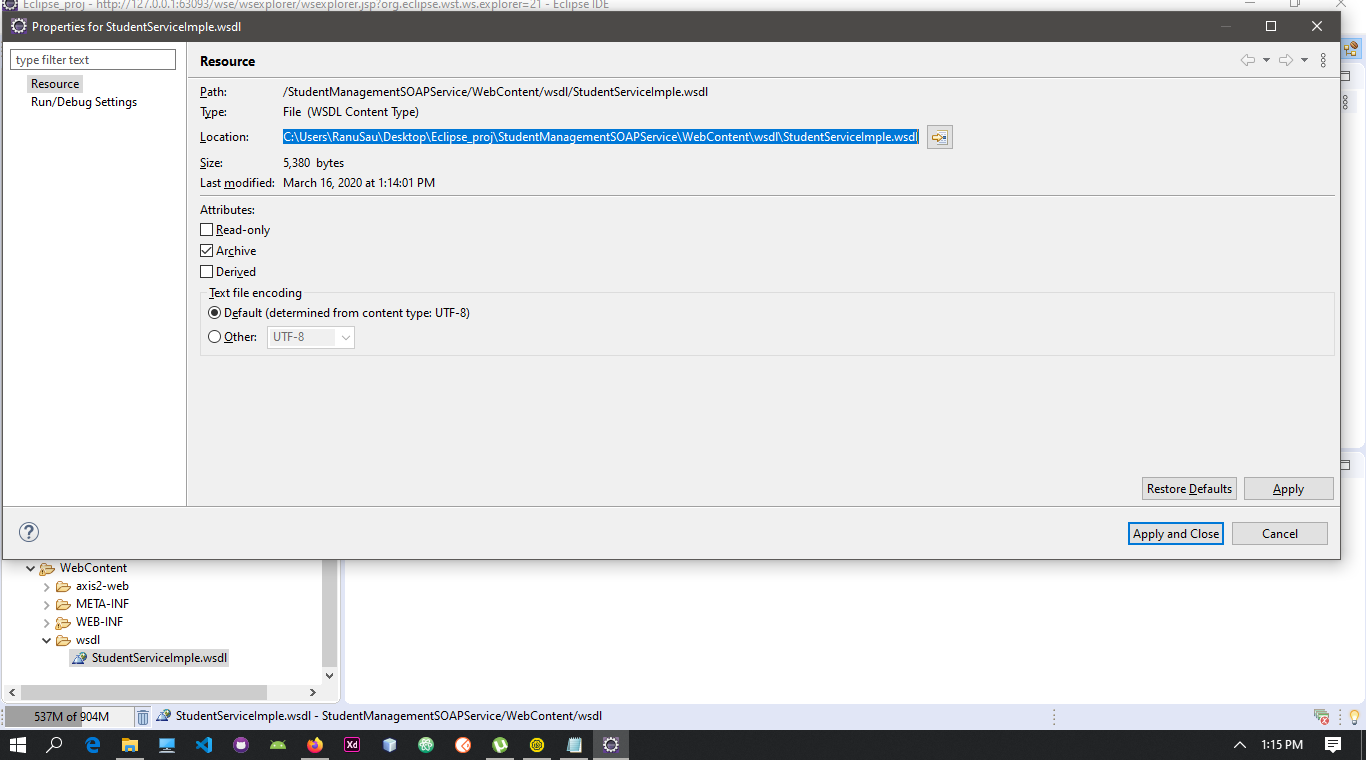 Eclipse_proj - http://127.0.0.1:63093/wse/wsexplorer/wsexplorer.jsp?org.eclipse.wst.ws.explorer=21 - Eclipse IDE
Properties for StudentServiceImple.wsdl
type filter text
Resource
Run/Debug Settings
Resource
Path: /StudentManagementSOAPService/WebContent/wsdl/StudentServiceImple.wsdl
Type: File (WSDL Content Type)
Location: C:\Users\RanuSau\Desktop\Eclipse_proj\StudentManagementSOAPService\WebContent\wsdl\StudentServiceImple.wsdl
Size: 5,380 bytes
Last modified: March 16, 2020 at 1:14:01 PM
Attributes:
Read-only
Archive
Derived
Text file encoding
Default (determined from content type: UTF-8)
Other: UTF-8
Restore Defaults Apply
? Apply and Close Cancel
WebContent
axis2-web
META-INF
WEB-INF
wsdl
StudentServiceImple.wsdl
537M of 904M StudentServiceImple.wsdl - StudentManagementSOAPService/WebContent/wsdl
Xd 1:15 PM